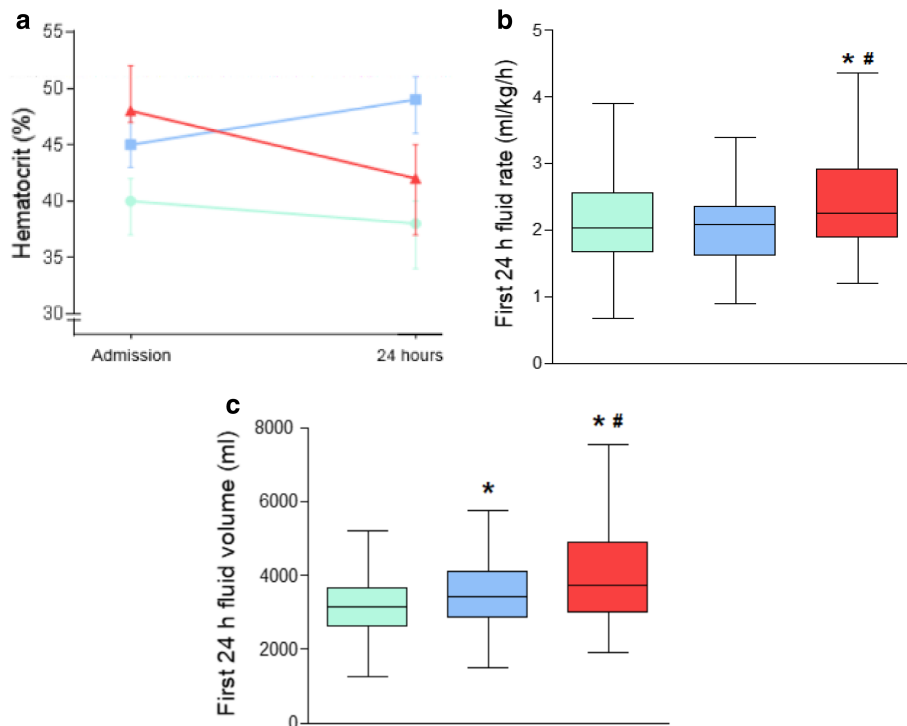 a
Hematocrit (%)
55
50
45
40
35
30
Admission
24 hours
b
First 24 h fluid rate (ml/kg/h)
5
4
3
2
1
0
* #
c
First 24 h fluid volume (ml)
8000
6000
4000
2000
0
*
* #